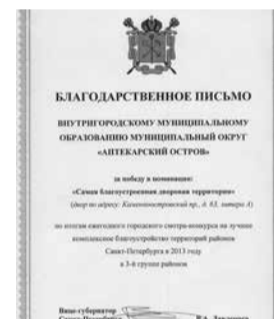 БЛАГОДАРСТВЕННОЕ ПИСЬМО
ВНУТРИГОРОДСКОМУ МУНИЦИПАЛЬНОМУ
ОБРАЗОВАНИЮ МУНИЦИПАЛЬНЫЙ ОКРУГ
«АПТЕКАРСКИЙ ОСТРОВ»
за победу в номинации:
«Самая благоустроенная дворовая территория»
(двор по адресу: Каменноостровский пр., д. 63, литера А)
по итогам ежегодного городского смотра-конкурса на лучшее
комплексное благоустройство территорий районов
Санкт-Петербурга в 2013 году
в 3-й группе районов
Вице-губернатор
Санкт-Петербурга